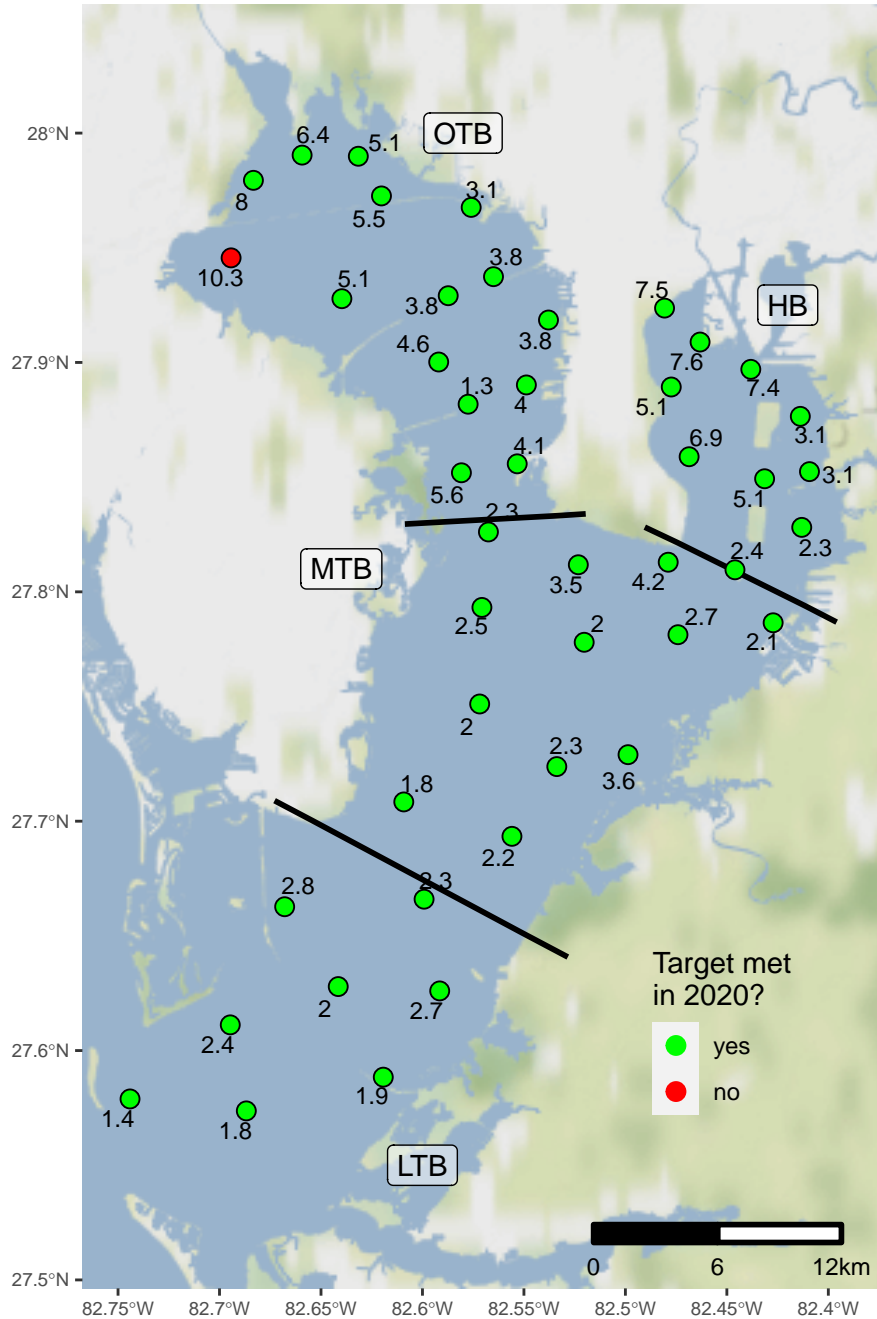 28°N
27.9°N
27.8°N
27.7°N
27.6°N
27.5°N
OTB
6.4
5.1
8
5.5
3.1
10.3
5.1
3.8
3.8
3.8
4.6
1.3
4
4.1
5.6
2.3
HB
7.5
7.6
7.4
5.1
3.1
6.9
3.1
5.1
2.3
2.4
MTB
3.5
4.2
2.5
2
2.7
2.1
2
2.3
3.6
1.8
2.2
2.3
2.8
2
2.7
2.4
1.9
1.4
1.8
LTB
Target met
in 2020?
yes
no
0 6 12km
82.75°W 82.7°W 82.65°W 82.6°W 82.55°W 82.5°W 82.45°W 82.4°W